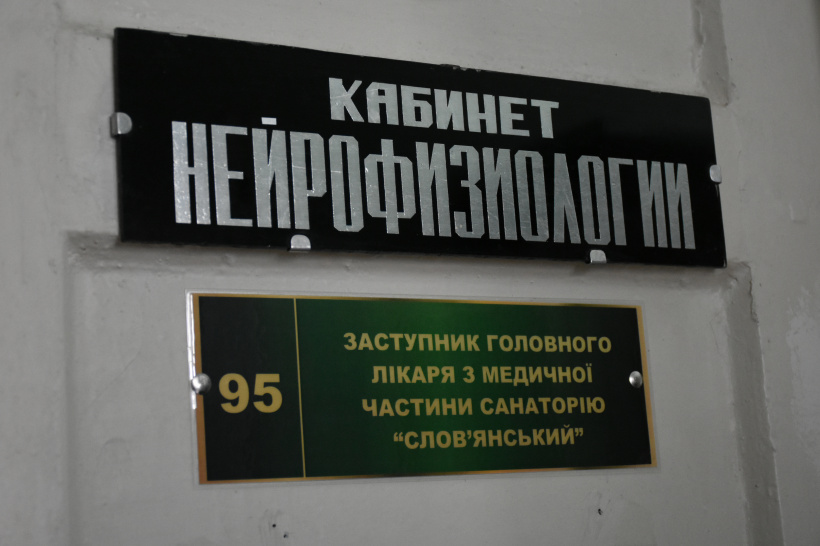 КАБИНЕТ
НЕЙРОФИЗИОЛОГИИ
95
ЗАСТУПНИК ГОЛОВНОГО
ЛІКАРЯ З МЕДИЧНОЇ
ЧАСТИНИ САНАТОРІЮ
“СЛОВ’ЯНСЬКИЙ”